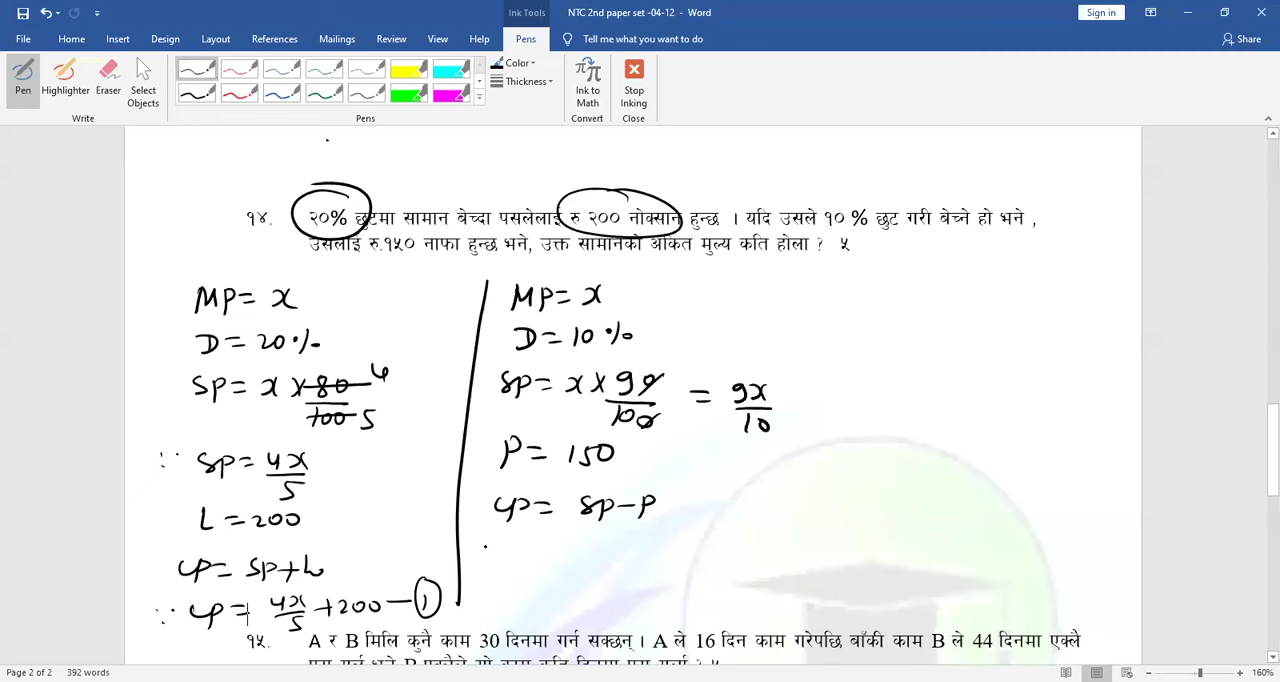 Ink Tools
NTC 2nd paper set -04-12 - Word
Sign in
File Home Insert Design Layout References Mailings Review View Help Pens Tell me what you want to do Share
Pen Highlighter Eraser Select Objects
Color
Thickness
Ink to Math
Stop Inking
Write Pens Convert Close
१४. २०% छुटमा सामान बेच्दा पसलेलाई रु २०० नोक्सान हुन्छ । यदि उसले १० % छुट गरी बेच्ने हो भने ,
उसलाई रु.१५० नाफा हुन्छ भने, उक्त सामानको अंकित मुल्य कति होला ? ५
MP = x
D = 20%
SP = x × 80/100 4 5
∵ SP = 4x/5
L = 200
CP = SP + L
∵ CP = 4x/5 + 200 — 1
MP = x
D = 10 %
SP = x × 90/100 = 9x/10
P = 150
CP = SP − P
१५. A र B मिलि कुनै काम 30 दिनमा गर्न सक्छन् । A ले 16 दिन काम गरेपछि बाँकी काम B ले 44 दिनमा एक्लै
Page 2 of 2 392 words 160%